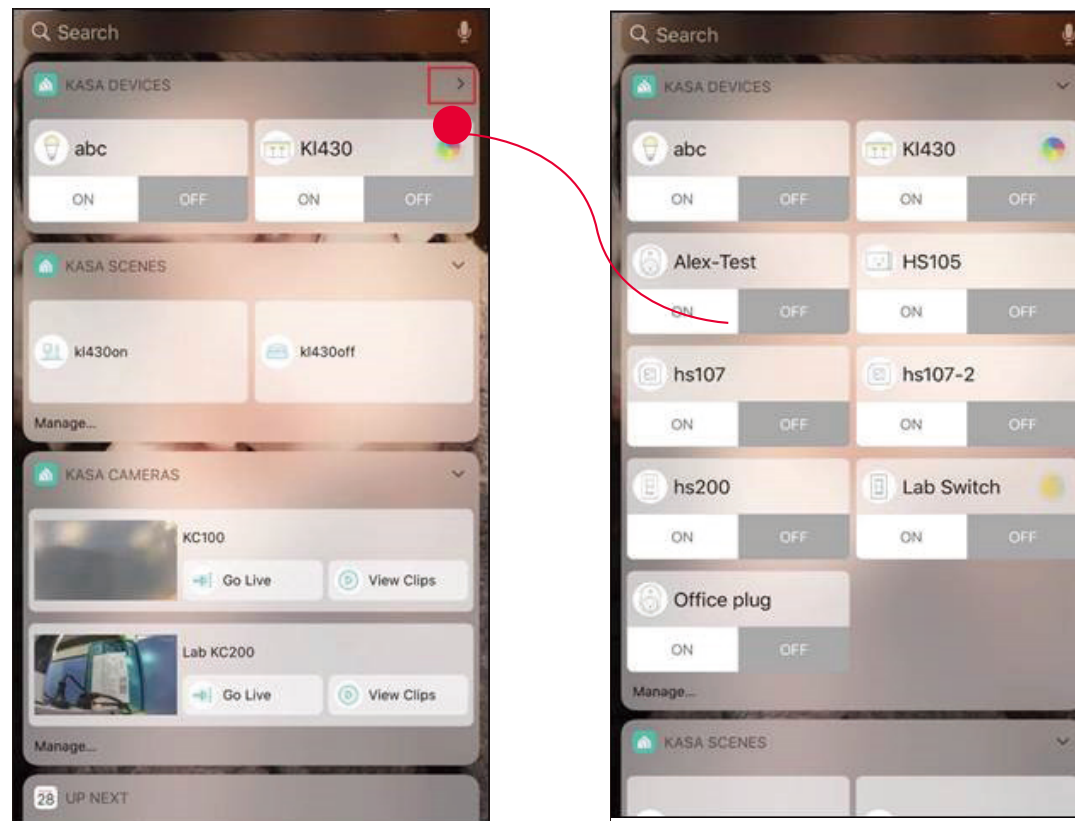 Search
KASA DEVICES
abc
KI430
ON OFF ON OFF
KASA SCENES
kl430on
kl430off
Manage...
KASA CAMERAS
KC100
Go Live View Clips
Lab KC200
Go Live View Clips
Manage...
28 UP NEXT
Search
KASA DEVICES
abc
KI430
ON OFF ON OFF
Alex-Test
HS105
ON OFF ON OFF
hs107
hs107-2
ON OFF ON OFF
hs200
Lab Switch
ON OFF ON OFF
Office plug
ON OFF
Manage...
KASA SCENES